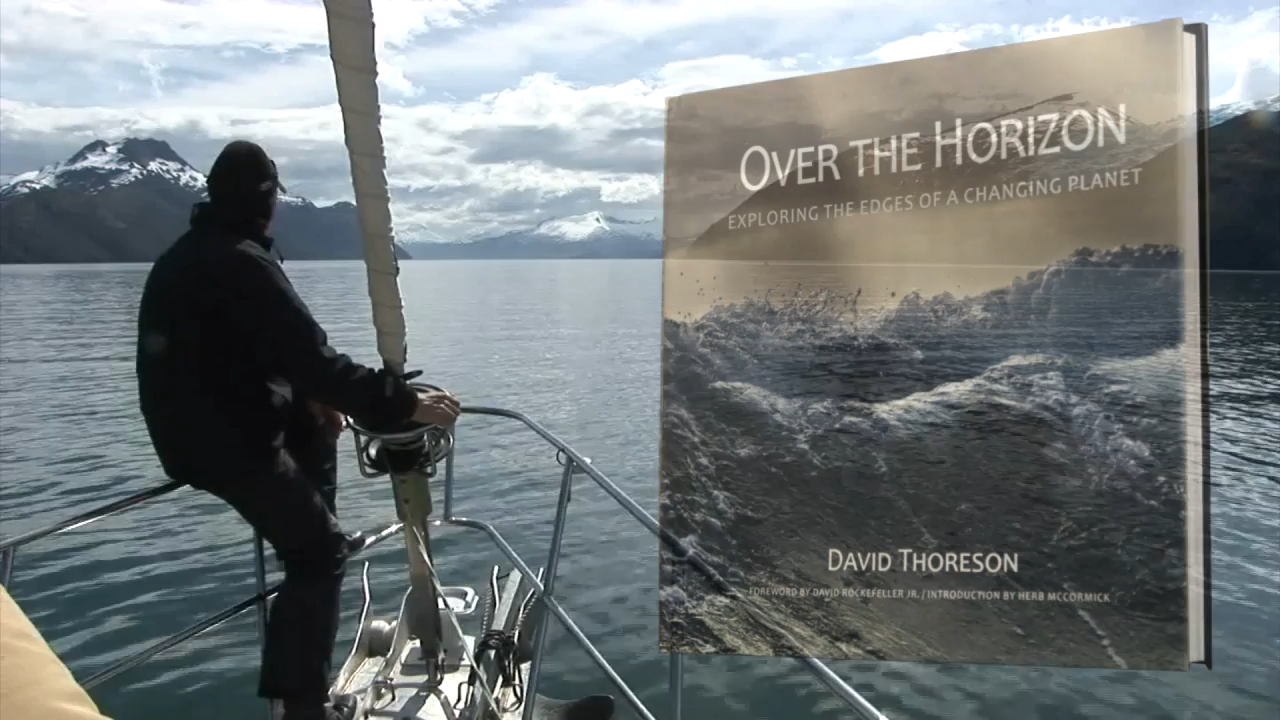 OVER THE HORIZON
EXPLORING THE EDGES OF A CHANGING PLANET
DAVID THORESON
FOREWORD BY DAVID ROCKEFELLER JR. / INTRODUCTION BY HERB MCCORMICK